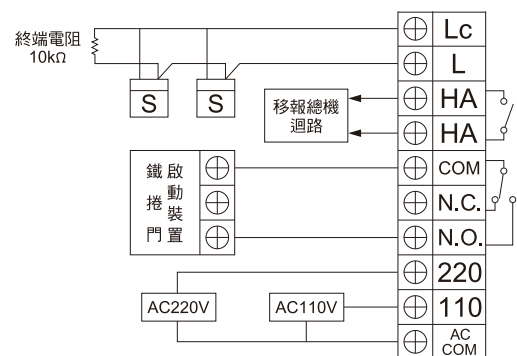 終端電阻
10kΩ
S
S
移報總機
迴路
鐵捲門
啟動裝置
AC220V
AC110V
Lc
L
HA
HA
COM
N.C.
N.O.
220
110
AC
COM